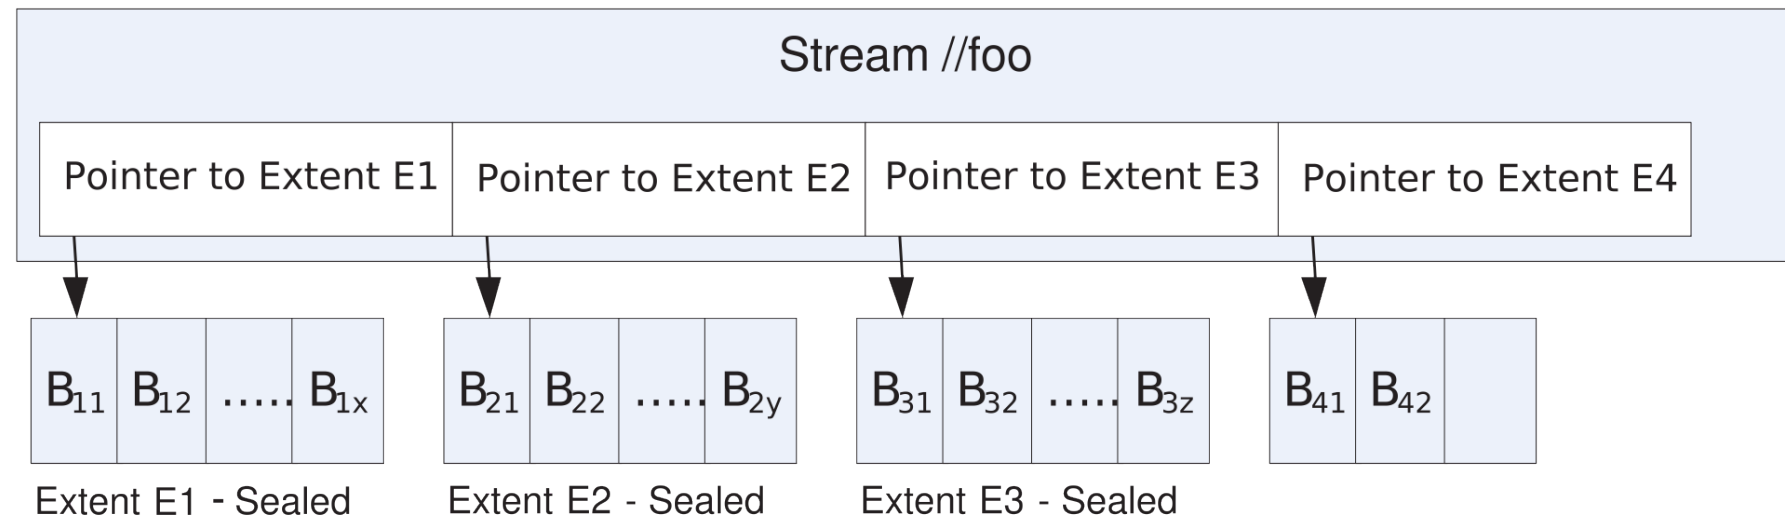 Stream //foo
Pointer to Extent E1 Pointer to Extent E2 Pointer to Extent E3 Pointer to Extent E4
B11 B12 ..... B1x B21 B22 ..... B2y B31 B32 ..... B3z B41 B42
Extent E1 - Sealed Extent E2 - Sealed Extent E3 - Sealed